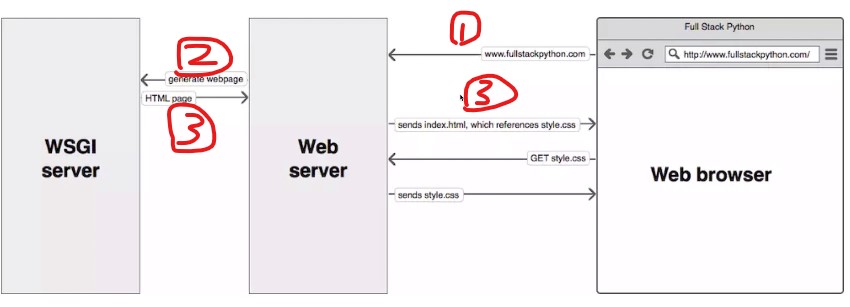 Full Stack Python
1
www.fullstackpython.com
http://www.fullstackpython.com/
2
generate webpage
HTML page
3
3
sends index.html, which references style.css
WSGI
server
Web
server
GET style.css
Web browser
sends style.css